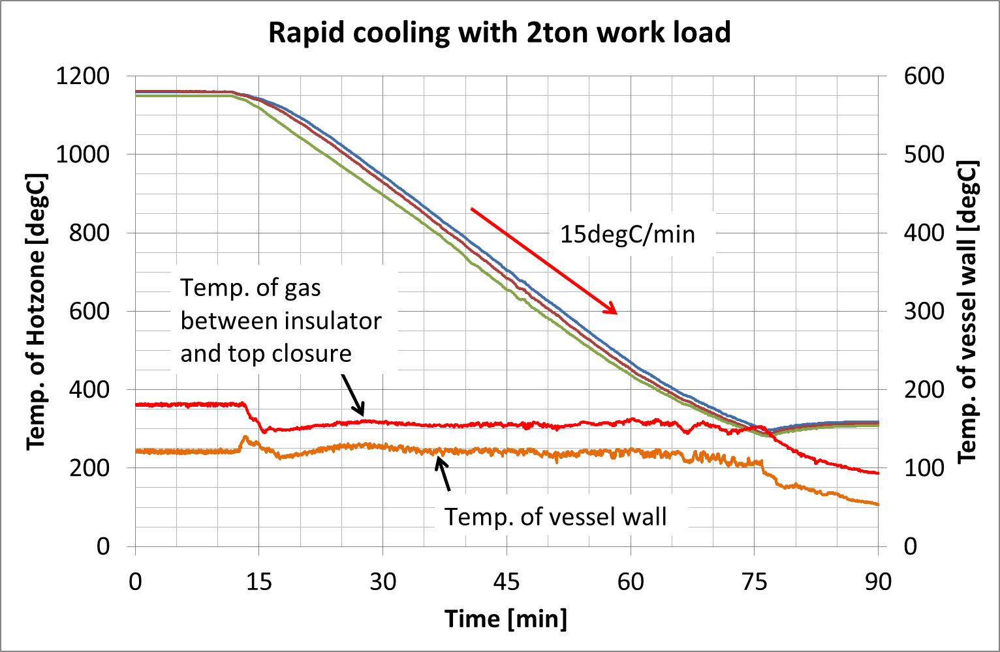 Rapid cooling with 2ton work load
1200
1000
800
600
400
200
0
Temp. of Hotzone [degC]
600
500
400
300
200
100
0
Temp. of vessel wall [degC]
15degC/min
Temp. of gas
between insulator
and top closure
Temp. of vessel wall
0 15 30 45 60 75 90
Time [min]